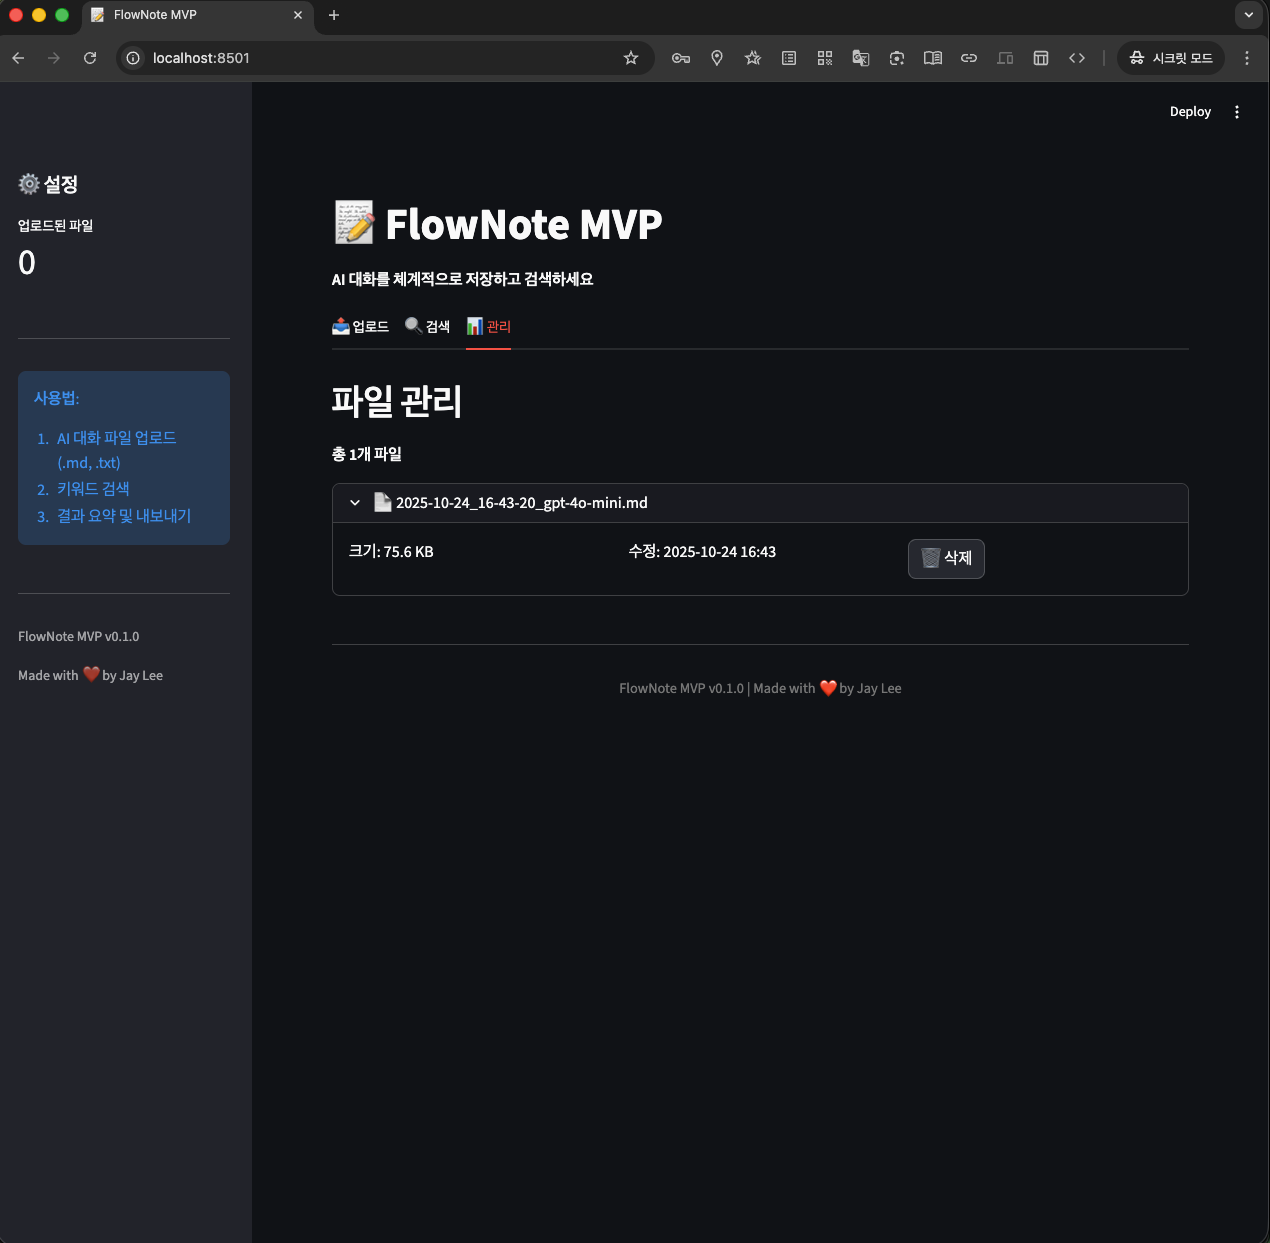 FlowNote MVP
localhost:8501
시크릿 모드
Deploy
설정
업로드된 파일
0
사용법:
1. AI 대화 파일 업로드
(.md, .txt)
2. 키워드 검색
3. 결과 요약 및 내보내기
FlowNote MVP v0.1.0
Made with ❤️ by Jay Lee
FlowNote MVP
AI 대화를 체계적으로 저장하고 검색하세요
업로드 검색 관리
파일 관리
총 1개 파일
2025-10-24_16-43-20_gpt-4o-mini.md
크기: 75.6 KB 수정: 2025-10-24 16:43 삭제
FlowNote MVP v0.1.0 | Made with ❤️ by Jay Lee